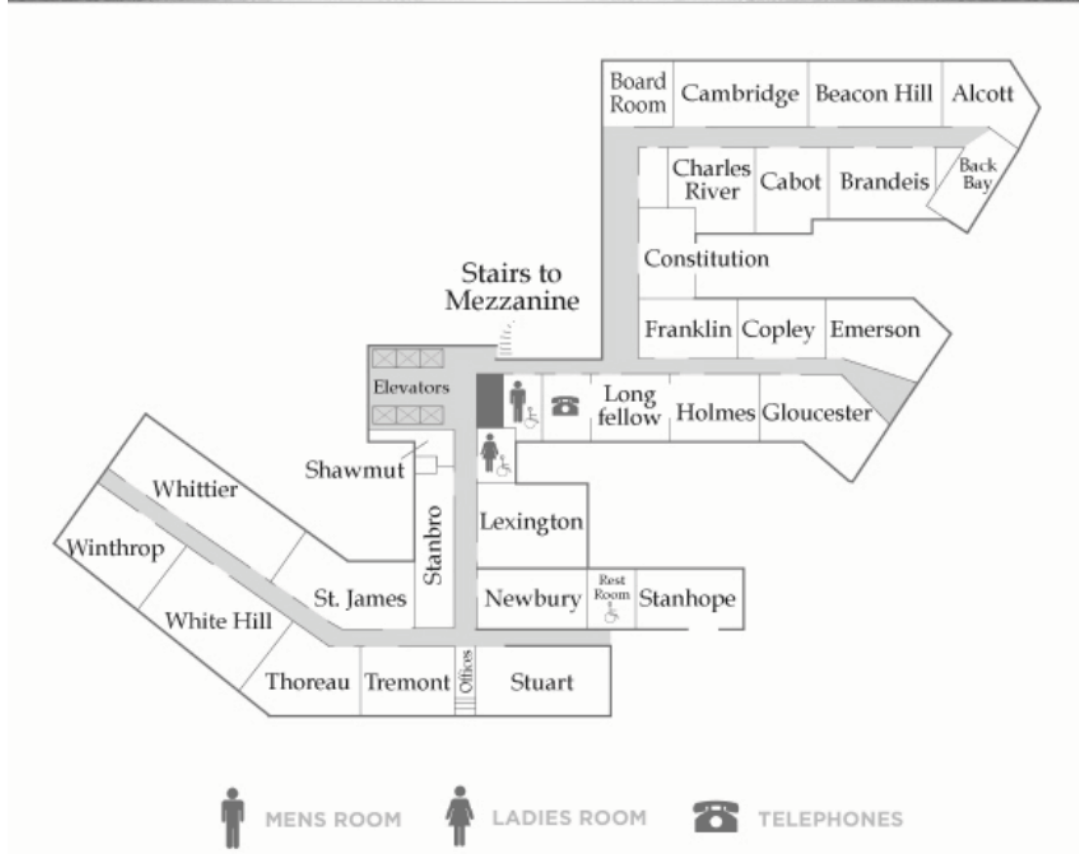 Board
Room
Cambridge
Beacon Hill
Alcott
Charles
River
Cabot
Brandeis
Back
Bay
Constitution
Stairs to
Mezzanine
Franklin
Copley
Emerson
Elevators
Long
fellow
Holmes
Gloucester
Shawmut
Whittier
Stanbro
Lexington
Winthrop
St. James
Newbury
Rest
Room
Stanhope
White Hill
Thoreau
Tremont
Offices
Stuart
MENS ROOM
LADIES ROOM
TELEPHONES